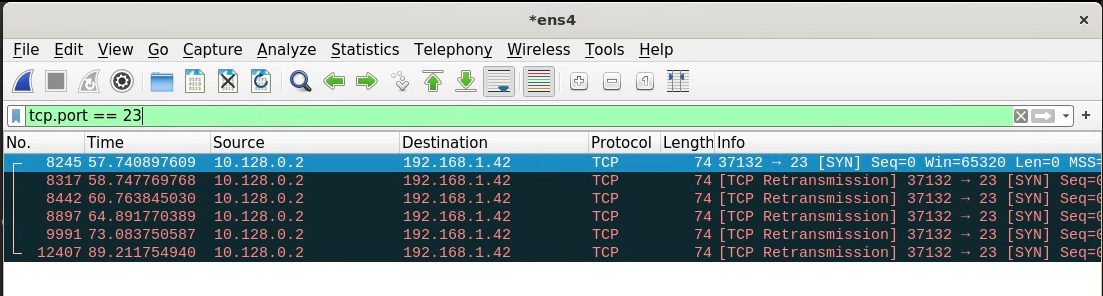 *ens4 ×
File Edit View Go Capture Analyze Statistics Telephony Wireless Tools Help
tcp.port == 23
No. Time Source Destination Protocol Length Info
8245 57.740897609 10.128.0.2 192.168.1.42 TCP 74 37132 → 23 [SYN] Seq=0 Win=65320 Len=0 MSS=
8317 58.747769768 10.128.0.2 192.168.1.42 TCP 74 [TCP Retransmission] 37132 → 23 [SYN] Seq=0
8442 60.763845030 10.128.0.2 192.168.1.42 TCP 74 [TCP Retransmission] 37132 → 23 [SYN] Seq=0
8897 64.891770389 10.128.0.2 192.168.1.42 TCP 74 [TCP Retransmission] 37132 → 23 [SYN] Seq=0
9991 73.083750587 10.128.0.2 192.168.1.42 TCP 74 [TCP Retransmission] 37132 → 23 [SYN] Seq=0
12407 89.211754940 10.128.0.2 192.168.1.42 TCP 74 [TCP Retransmission] 37132 → 23 [SYN] Seq=0